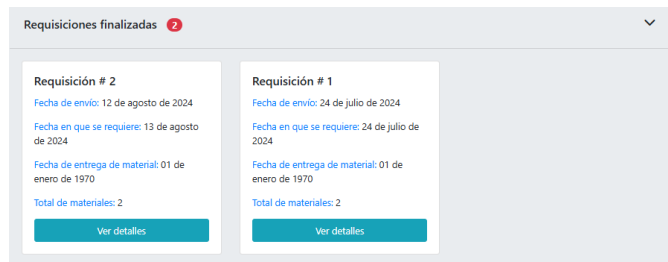 Requisiciones finalizadas 2
Requisición # 2
Fecha de envío: 12 de agosto de 2024
Fecha en que se requiere: 13 de agosto
de 2024
Fecha de entrega de material: 01 de
enero de 1970
Total de materiales: 2
Ver detalles
Requisición # 1
Fecha de envío: 24 de julio de 2024
Fecha en que se requiere: 24 de julio de
2024
Fecha de entrega de material: 01 de
enero de 1970
Total de materiales: 2
Ver detalles